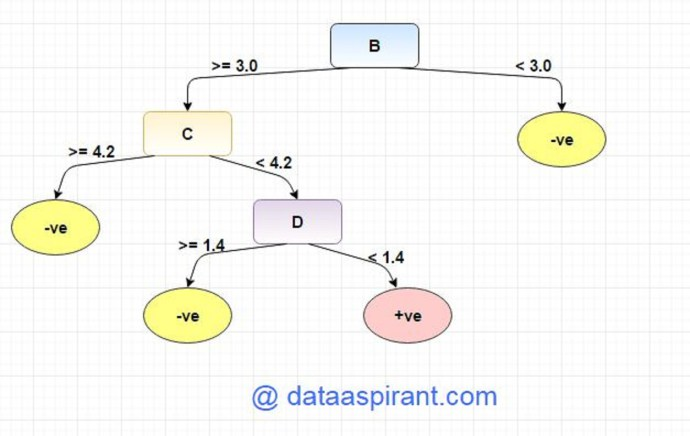 B
>= 3.0
< 3.0
C
-ve
>= 4.2
< 4.2
-ve
D
>= 1.4
< 1.4
-ve
+ve
@ dataaspirant.com